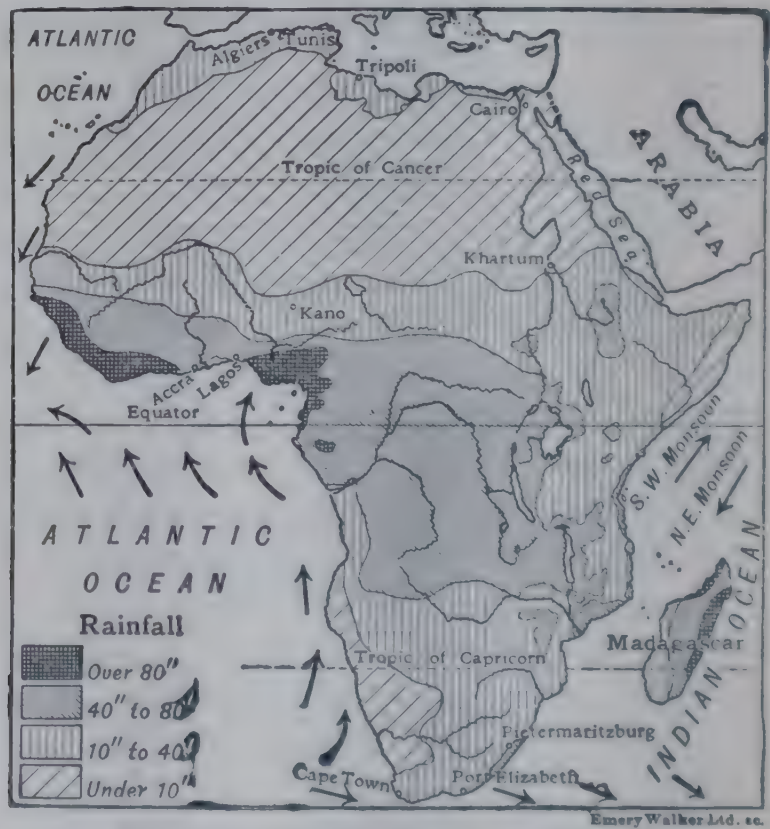 ATLANTIC
OCEAN
Algiers
Tunis
Tripoli
Cairo
Tropic of Cancer
Red Sea
ARABIA
Khartum
Kano
Accra
Lagos
Equator
S.W. Monsoon
N.E. Monsoon
ATLANTIC
OCEAN
INDIAN OCEAN
Rainfall
Over 80"
40" to 80"
10" to 40"
Under 10"
Madagascar
Tropic of Capricorn
Pietermaritzburg
Cape Town
Port Elizabeth
Emery Walker Ltd. sc.